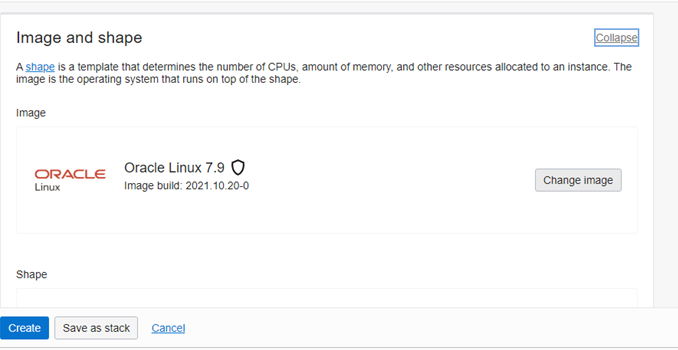 Image and shape
Collapse
A shape is a template that determines the number of CPUs, amount of memory, and other resources allocated to an instance. The
image is the operating system that runs on top of the shape.
Image
ORACLE
Linux
Oracle Linux 7.9
Image build: 2021.10.20-0
Change image
Shape
Create
Save as stack
Cancel